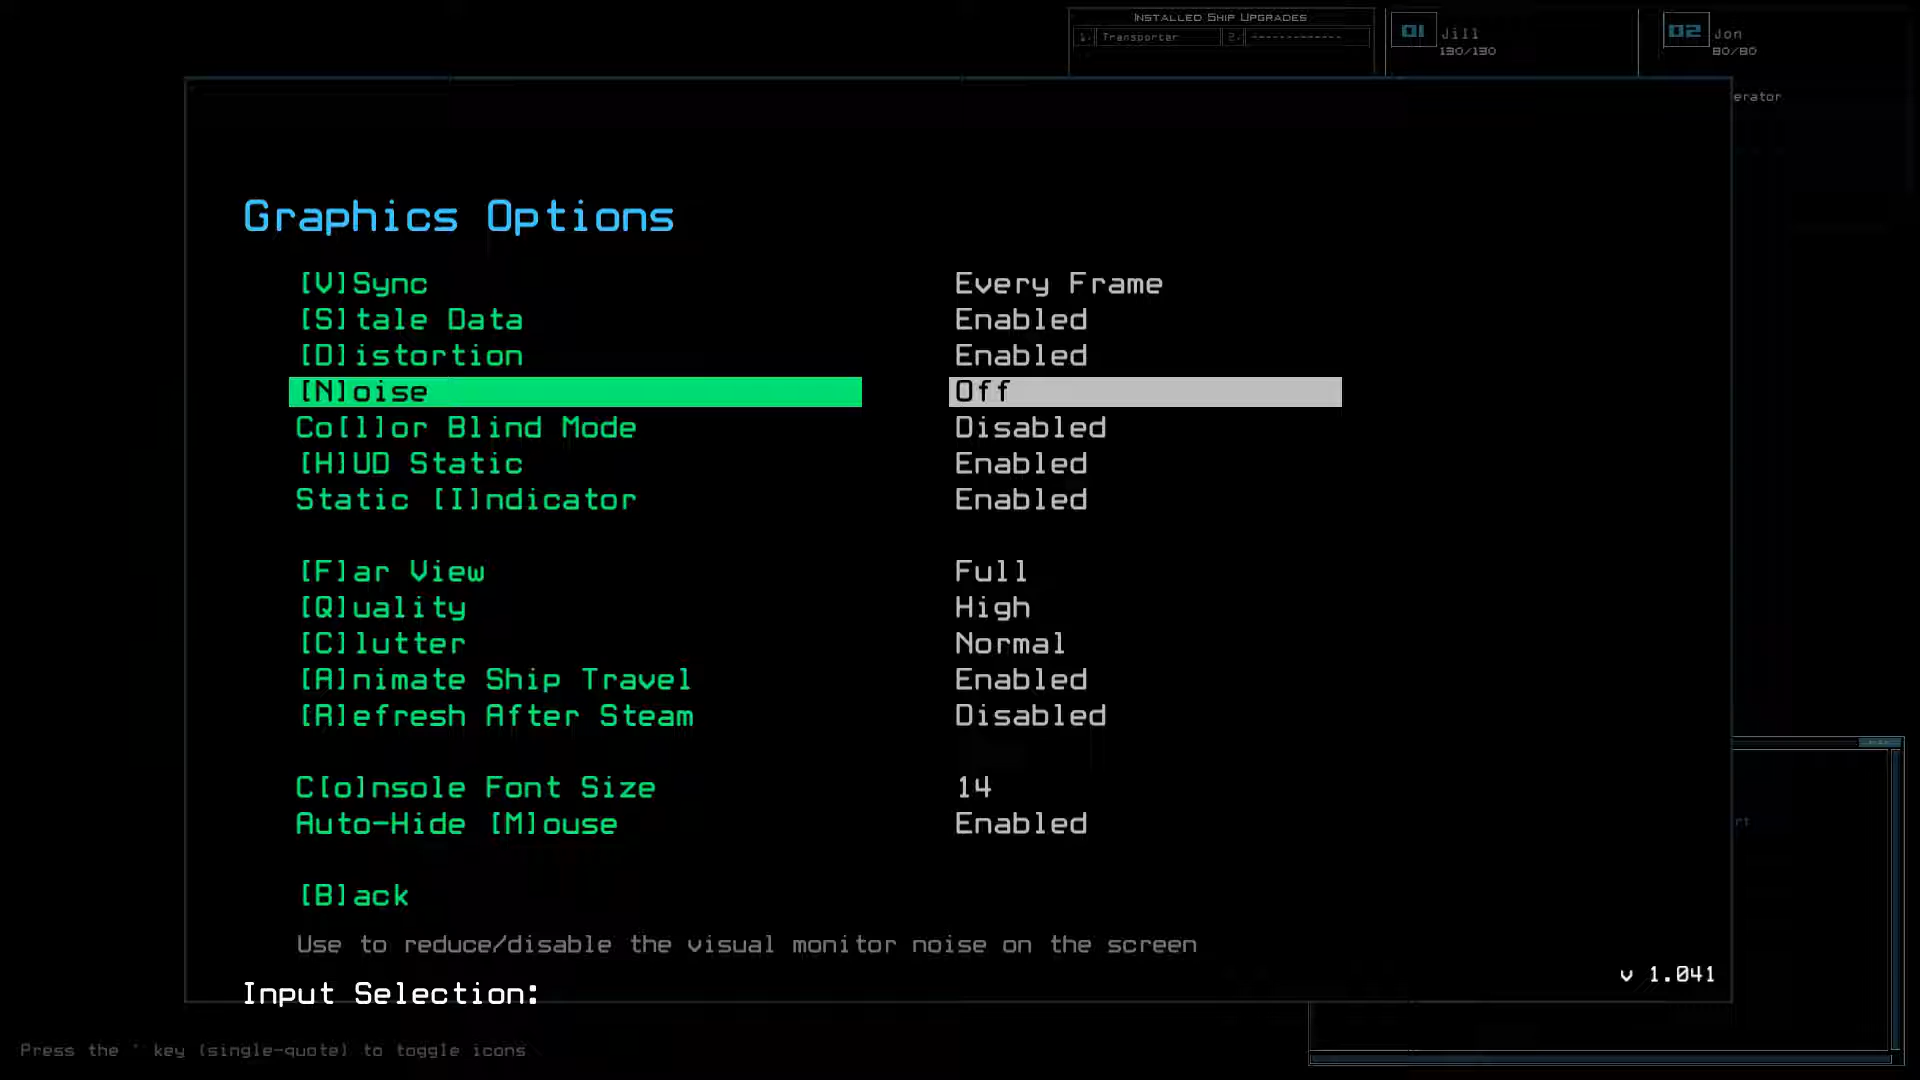 Installed Ship Upgrades
1. Transporter 2. -------------
01 Jill
130/130
02 Jon
80/80
erator
Graphics Options
[V]Sync Every Frame
[S]tale Data Enabled
[D]istortion Enabled
[N]oise Off
Co[l]or Blind Mode Disabled
[H]UD Static Enabled
Static [I]ndicator Enabled
[F]ar View Full
[Q]uality High
[C]lutter Normal
[A]nimate Ship Travel Enabled
[R]efresh After Steam Disabled
C[o]nsole Font Size 14
Auto-Hide [M]ouse Enabled
rt
[B]ack
Use to reduce/disable the visual monitor noise on the screen
v 1.041
Input Selection:
Press the ' key (single-quote) to toggle icons